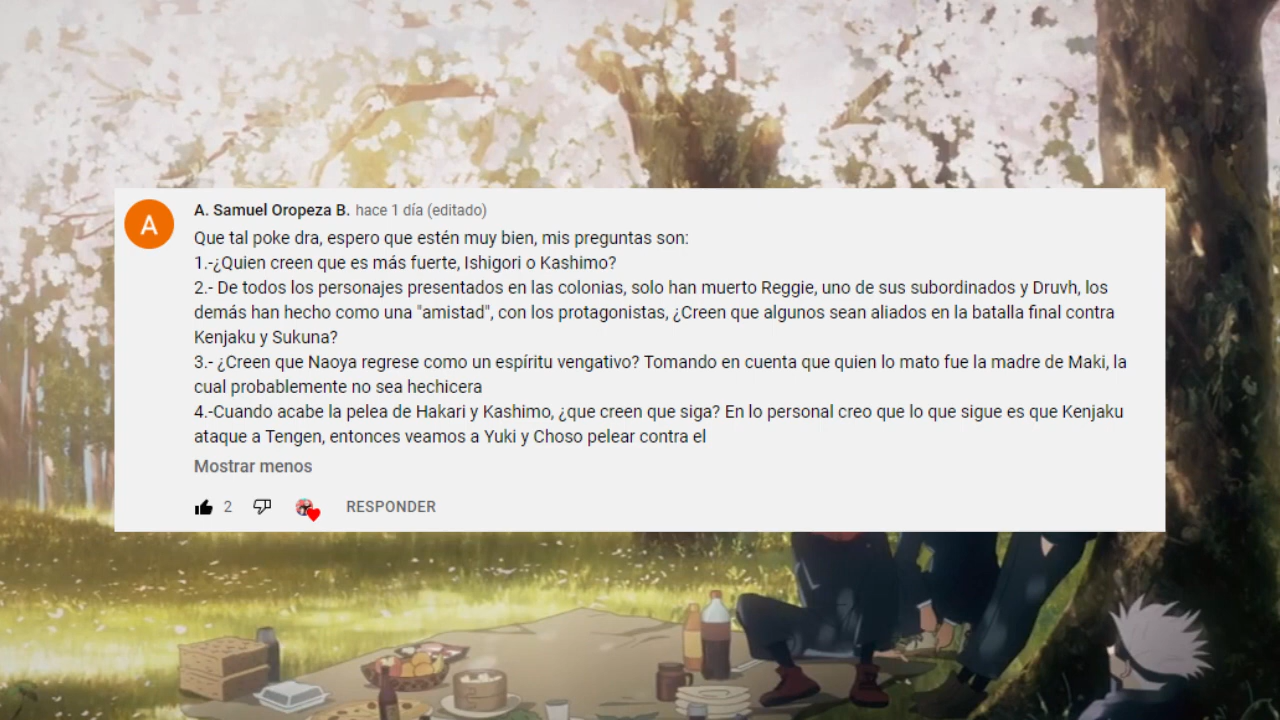 A
A. Samuel Oropeza B. hace 1 día (editado)
Que tal poke dra, espero que estén muy bien, mis preguntas son:
1.-¿Quien creen que es más fuerte, Ishigori o Kashimo?
2.- De todos los personajes presentados en las colonias, solo han muerto Reggie, uno de sus subordinados y Druvh, los
demás han hecho como una "amistad", con los protagonistas, ¿Creen que algunos sean aliados en la batalla final contra
Kenjaku y Sukuna?
3.- ¿Creen que Naoya regrese como un espíritu vengativo? Tomando en cuenta que quien lo mato fue la madre de Maki, la
cual probablemente no sea hechicera
4.-Cuando acabe la pelea de Hakari y Kashimo, ¿que creen que siga? En lo personal creo que lo que sigue es que Kenjaku
ataque a Tengen, entonces veamos a Yuki y Choso pelear contra el
Mostrar menos
2 RESPONDER